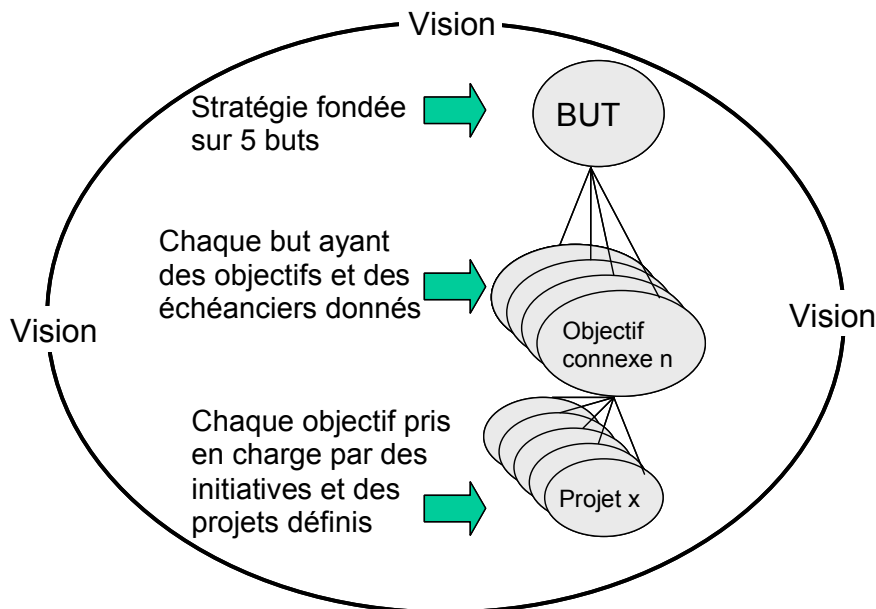 Vision
Stratégie fondée
sur 5 buts
BUT
Chaque but ayant
des objectifs et des
échéanciers donnés
Objectif
connexe n
Vision
Vision
Chaque objectif pris
en charge par des
initiatives et des
projets définis
Projet x